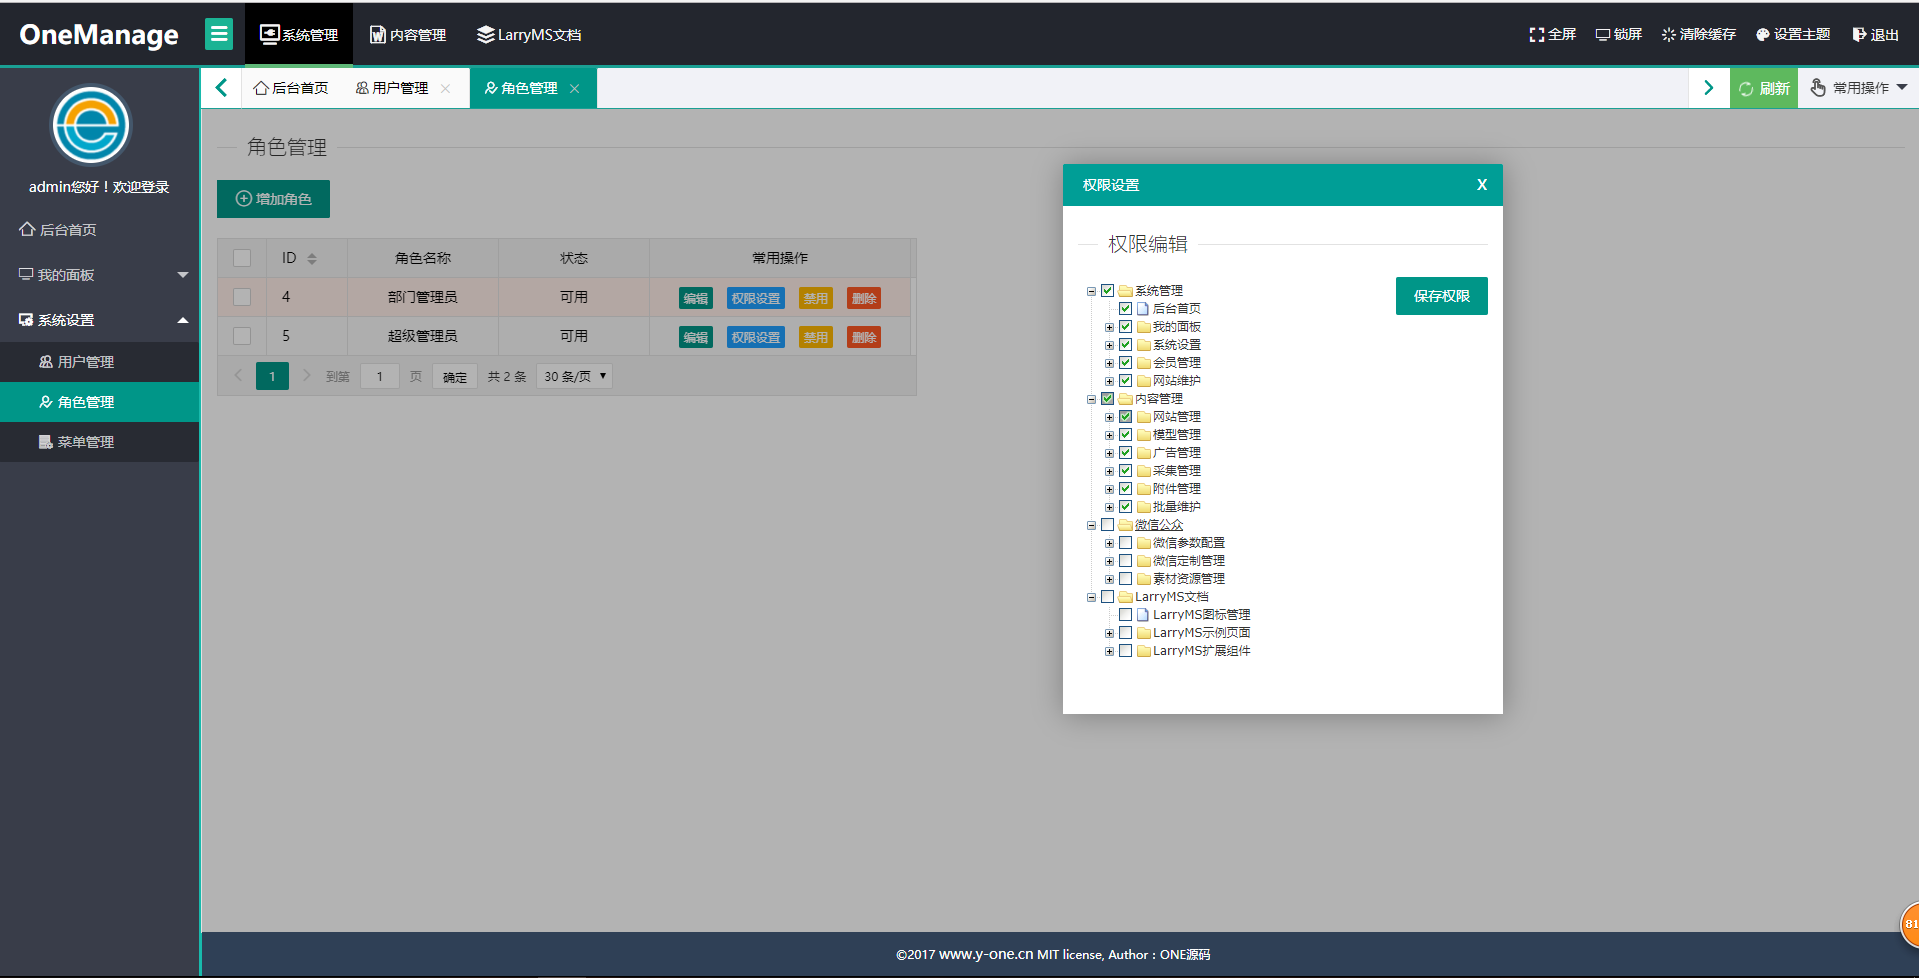 OneManage 系统管理 内容管理 LarryMS文档 全屏 锁屏 清除缓存 设置主题 退出
后台首页 用户管理 角色管理 刷新 常用操作
admin您好！欢迎登录
后台首页
我的面板
系统设置
用户管理
角色管理
菜单管理
角色管理
增加角色
ID 角色名称 状态 常用操作
4 部门管理员 可用 编辑 权限设置 禁用 删除
5 超级管理员 可用 编辑 权限设置 禁用 删除
1 到第 1 页 确定 共 2 条 30 条/页
权限设置 X
权限编辑
保存权限
系统管理
后台首页
我的面板
系统设置
会员管理
网站维护
内容管理
网站管理
模型管理
广告管理
采集管理
附件管理
批量维护
微信公众
微信参数配置
微信定制管理
素材资源管理
LarryMS文档
LarryMS图标管理
LarryMS示例页面
LarryMS扩展组件
81
©2017 www.y-one.cn MIT license, Author：ONE源码